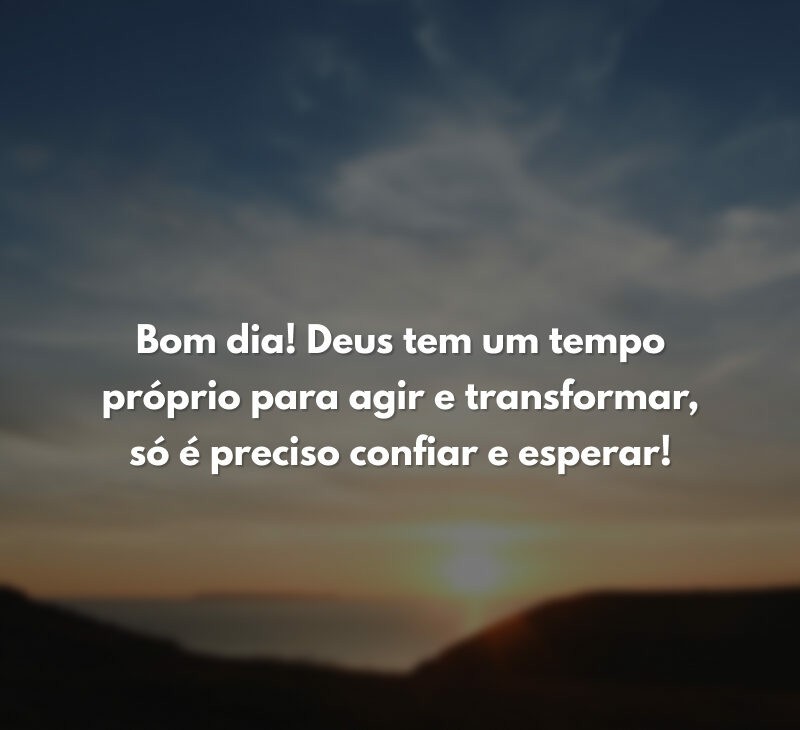 Bom dia! Deus tem um tempo
próprio para agir e transformar,
só é preciso confiar e esperar!